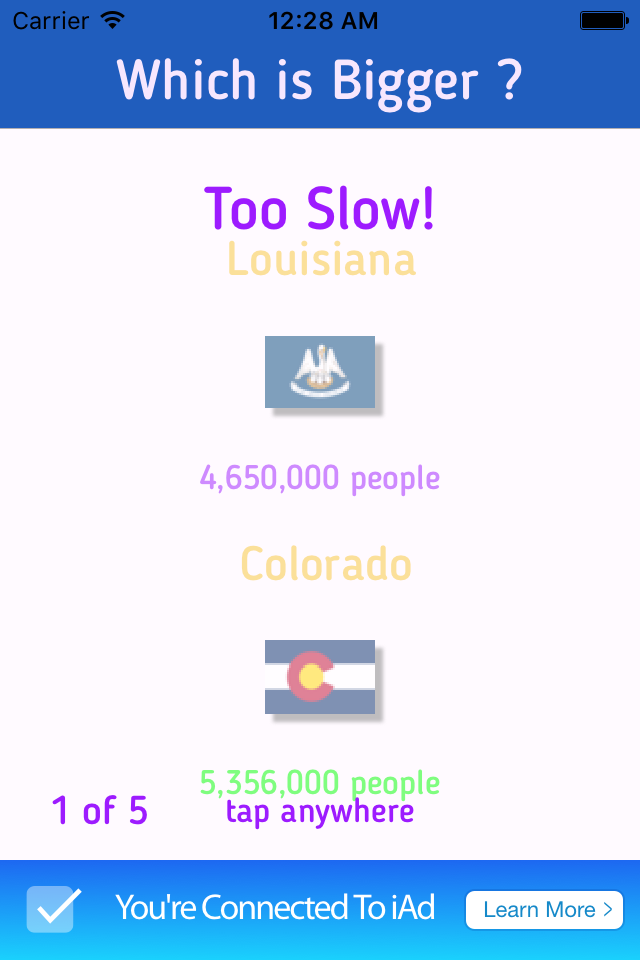 Carrier 12:28 AM
Which is Bigger ?
Too Slow!
Louisiana
4,650,000 people
Colorado
5,356,000 people
1 of 5 tap anywhere
You're Connected To iAd Learn More >